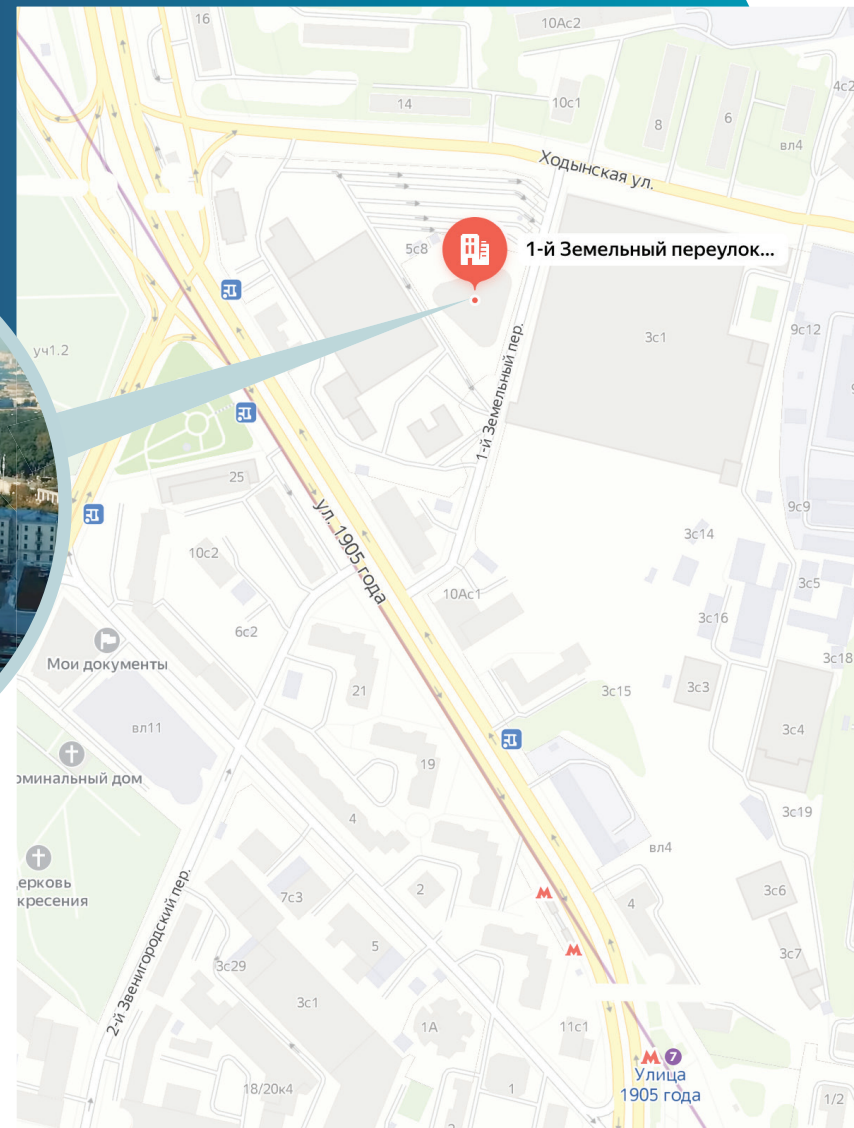 16
10Ас2
4с2
14
10с1
8
6
вл4
Ходынская ул.
5с8
1-й Земельный переулок...
уч1.2
3с1
9с12
1-й Земельный пер.
25
ул. 1905 года
9с9
3с14
10с2
3с5
10Ас1
3с16
6с2
Мои документы
3с18
21
3с15
3с3
вл11
3с4
рминальный дом
19
4
3с19
вл4
ерковь
кресения
2
3с6
7с3
4
2-й Звенигородский пер.
5
3с7
3с29
3с1
1А
11с1
М
М
М 7
Улица
1905 года
18/20к4
1
1/2